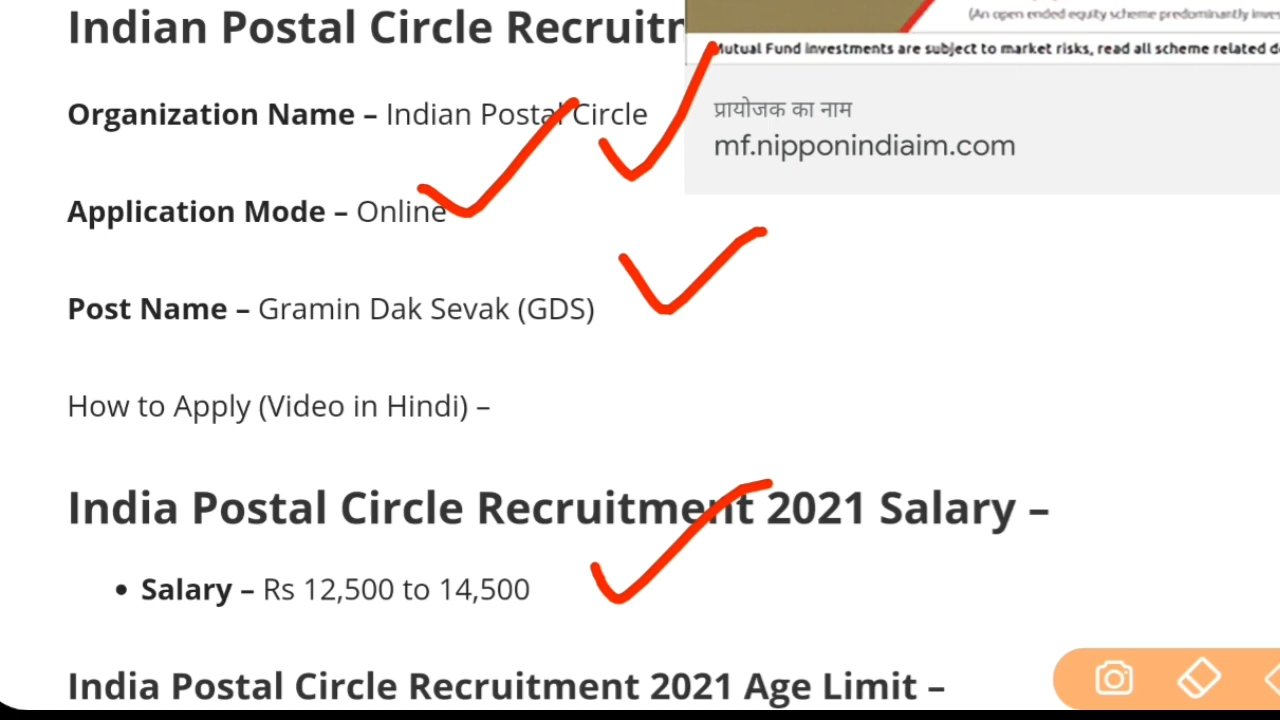 Indian Postal Circle
(An open ended equity scheme predominantly
Mutual Fund investments are subject to market risks, read all scheme related
Organization Name – Indian Postal Circle
प्रायोजक का नाम
mf.nipponindiaim.com
Application Mode – Online
Post Name – Gramin Dak Sevak (GDS)
How to Apply (Video in Hindi) –
India Postal Circle Recruitment 2021 Salary –
• Salary – Rs 12,500 to 14,500
India Postal Circle Recruitment 2021 Age Limit –